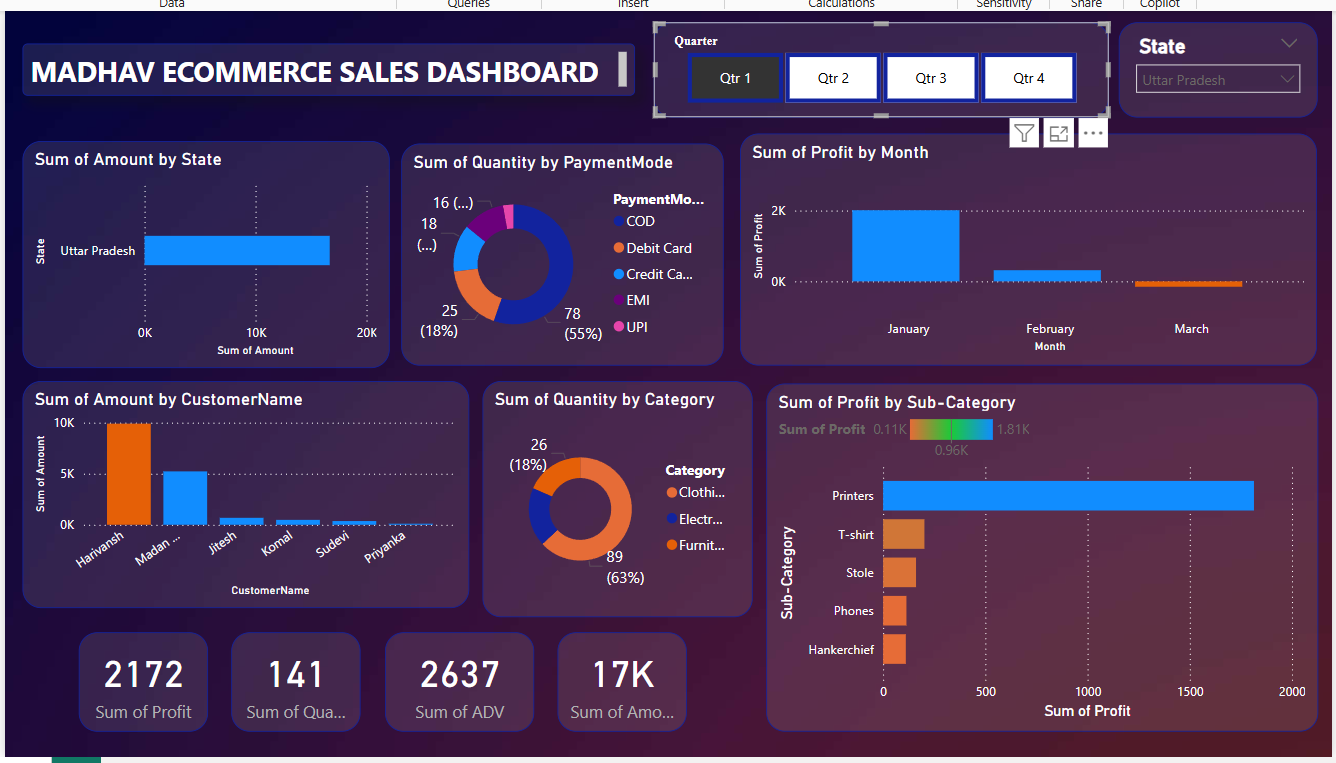 Data Queries Insert Calculations Sensitivity Share Copilot
MADHAV ECOMMERCE SALES DASHBOARD
Quarter
Qtr 1 Qtr 2 Qtr 3 Qtr 4
State
Uttar Pradesh
Sum of Amount by State
State
Uttar Pradesh
0K 10K 20K
Sum of Amount
Sum of Quantity by PaymentMode
16 (...)
18
(...)
25
(18%)
78
(55%)
PaymentMo...
COD
Debit Card
Credit Ca...
EMI
UPI
Sum of Profit by Month
Sum of Profit
2K
0K
January February March
Month
Sum of Amount by CustomerName
Sum of Amount
10K
5K
0K
Harivansh Madan ... Jitesh Komal Sudevi Priyanka
CustomerName
Sum of Quantity by Category
26
(18%)
89
(63%)
Category
Clothi...
Electr...
Furnit...
Sum of Profit by Sub-Category
Sum of Profit 0.11K 1.81K
0.96K
Sub-Category
Printers
T-shirt
Stole
Phones
Hankerchief
0 500 1000 1500 2000
Sum of Profit
2172
Sum of Profit
141
Sum of Qua...
2637
Sum of ADV
17K
Sum of Amo...